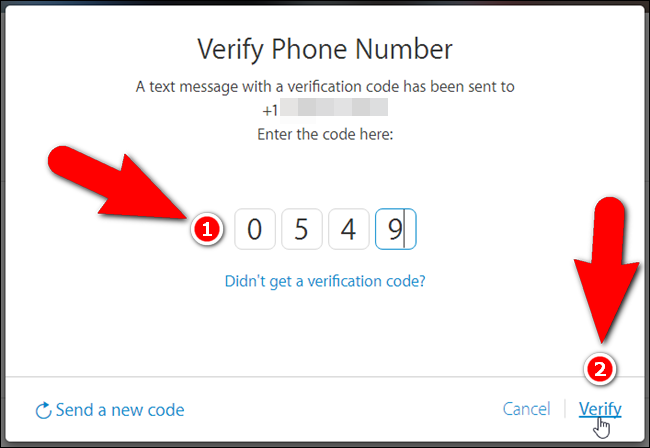 Verify Phone Number
A text message with a verification code has been sent to
+1
Enter the code here:
1 0 5 4 9
Didn't get a verification code?
2
Send a new code Cancel Verify